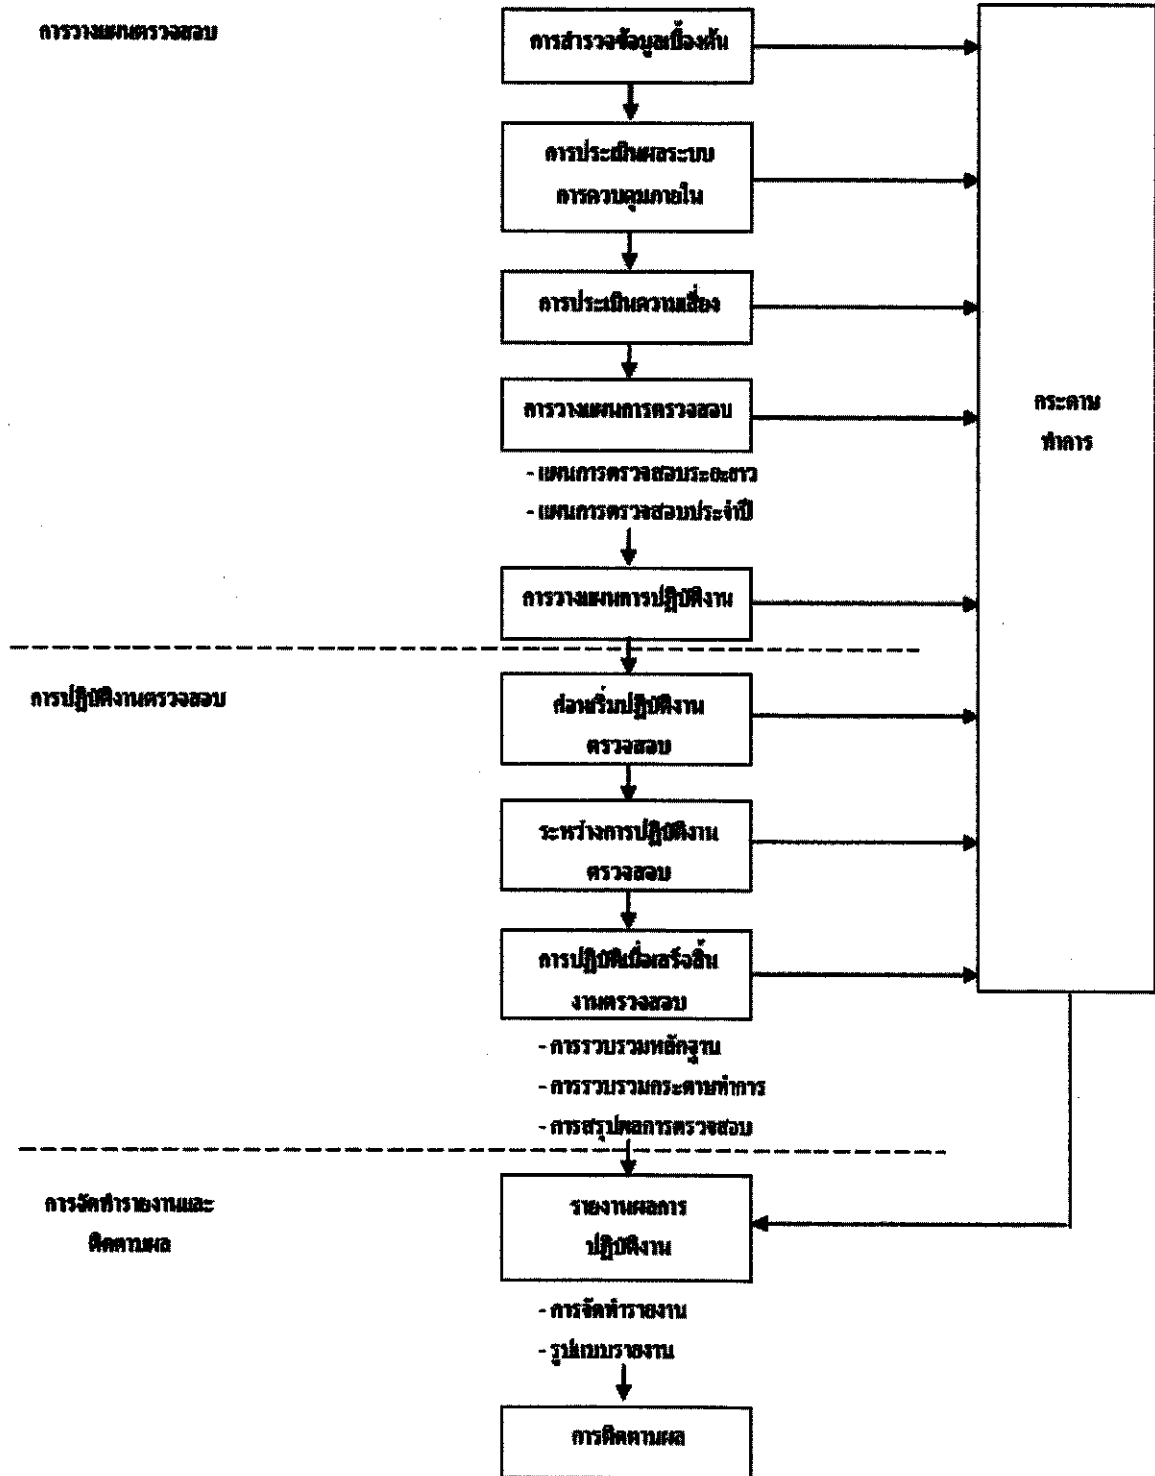 การวางแผนตรวจสอบ
การสำรวจข้อมูลเบื้องต้น
การประเมินผลระบบ
การควบคุมภายใน
การประเมินความเสี่ยง
การวางแผนการตรวจสอบ
- แผนการตรวจสอบระยะยาว
- แผนการตรวจสอบประจำปี
การวางแผนการปฏิบัติงาน
กระดาษ
ทำการ
การปฏิบัติงานตรวจสอบ
ก่อนเริ่มปฏิบัติงาน
ตรวจสอบ
ระหว่างการปฏิบัติงาน
ตรวจสอบ
การปฏิบัติเมื่อเสร็จสิ้น
งานตรวจสอบ
- การรวบรวมหลักฐาน
- การรวบรวมกระดาษทำการ
- การสรุปผลการตรวจสอบ
การจัดทำรายงานและ
ติดตามผล
รายงานผลการ
ปฏิบัติงาน
- การจัดทำรายงาน
- รูปแบบรายงาน
การติดตามผล